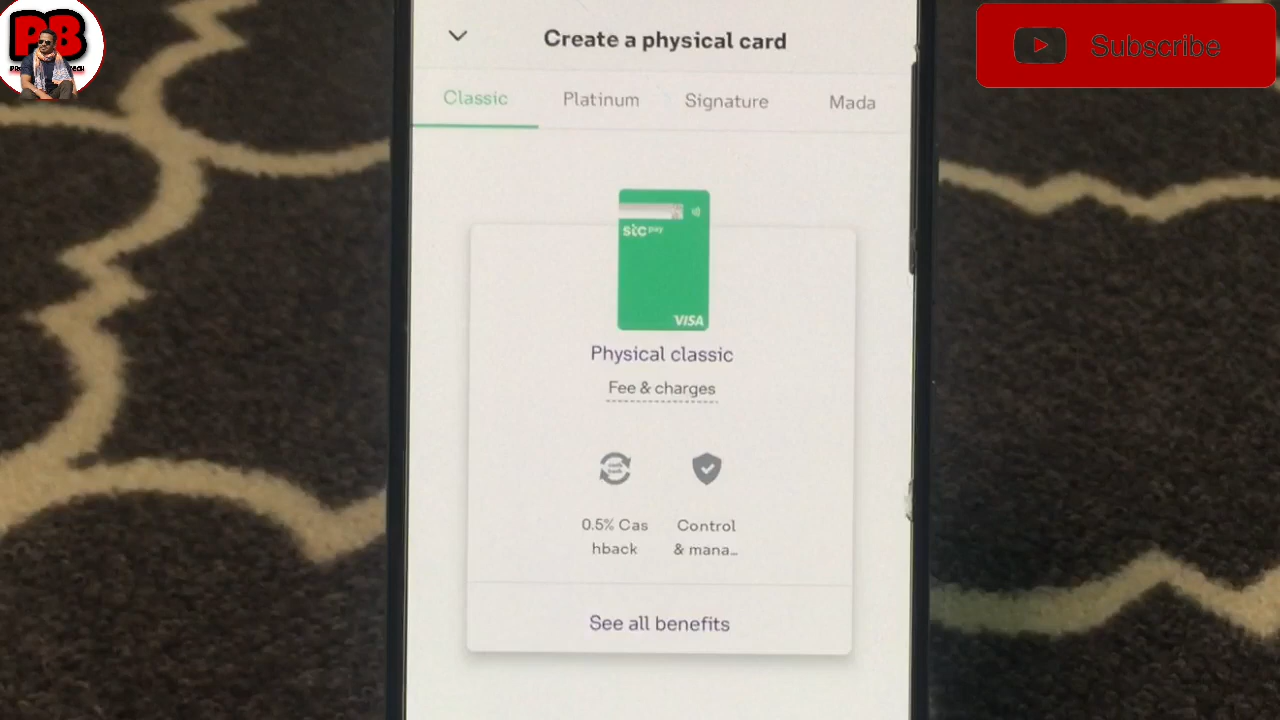 PB
Subscribe
Create a physical card
Classic
Platinum
Signature
Mada
stc pay
VISA
Physical classic
Fee & charges
0.5% Cas
hback
Control
& mana…
See all benefits